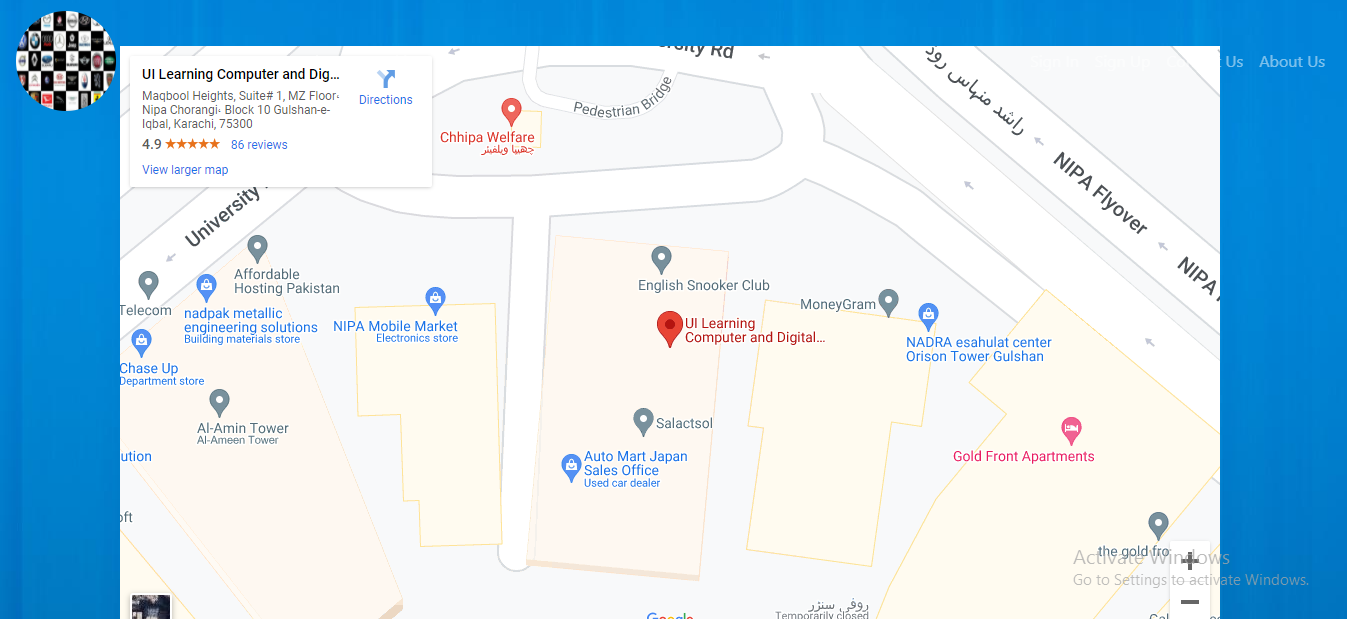 UI Learning Computer and Dig...
Maqbool Heights, Suite# 1, MZ Floor،
Nipa Chorangi، Block 10 Gulshan-e-
Iqbal, Karachi, 75300
4.9
86 reviews
View larger map
Directions
Us
About Us
Pedestrian Bridge
Chhipa Welfare
چھیپا ویلفیئر
راشد منہاس روڈ
NIPA Flyover
NIPA
University
Affordable
Hosting Pakistan
Telecom
nadpak metallic
engineering solutions
Building materials store
NIPA Mobile Market
Electronics store
Chase Up
Department store
Al-Amin Tower
Al-Ameen Tower
ution
oft
English Snooker Club
UI Learning
Computer and Digital...
MoneyGram
NADRA esahulat center
Orison Tower Gulshan
Salactsol
Auto Mart Japan
Sales Office
Used car dealer
Gold Front Apartments
the gold fro
روفی سنٹر
Temporarily closed
Google
Activate Windows
Go to Settings to activate Windows.